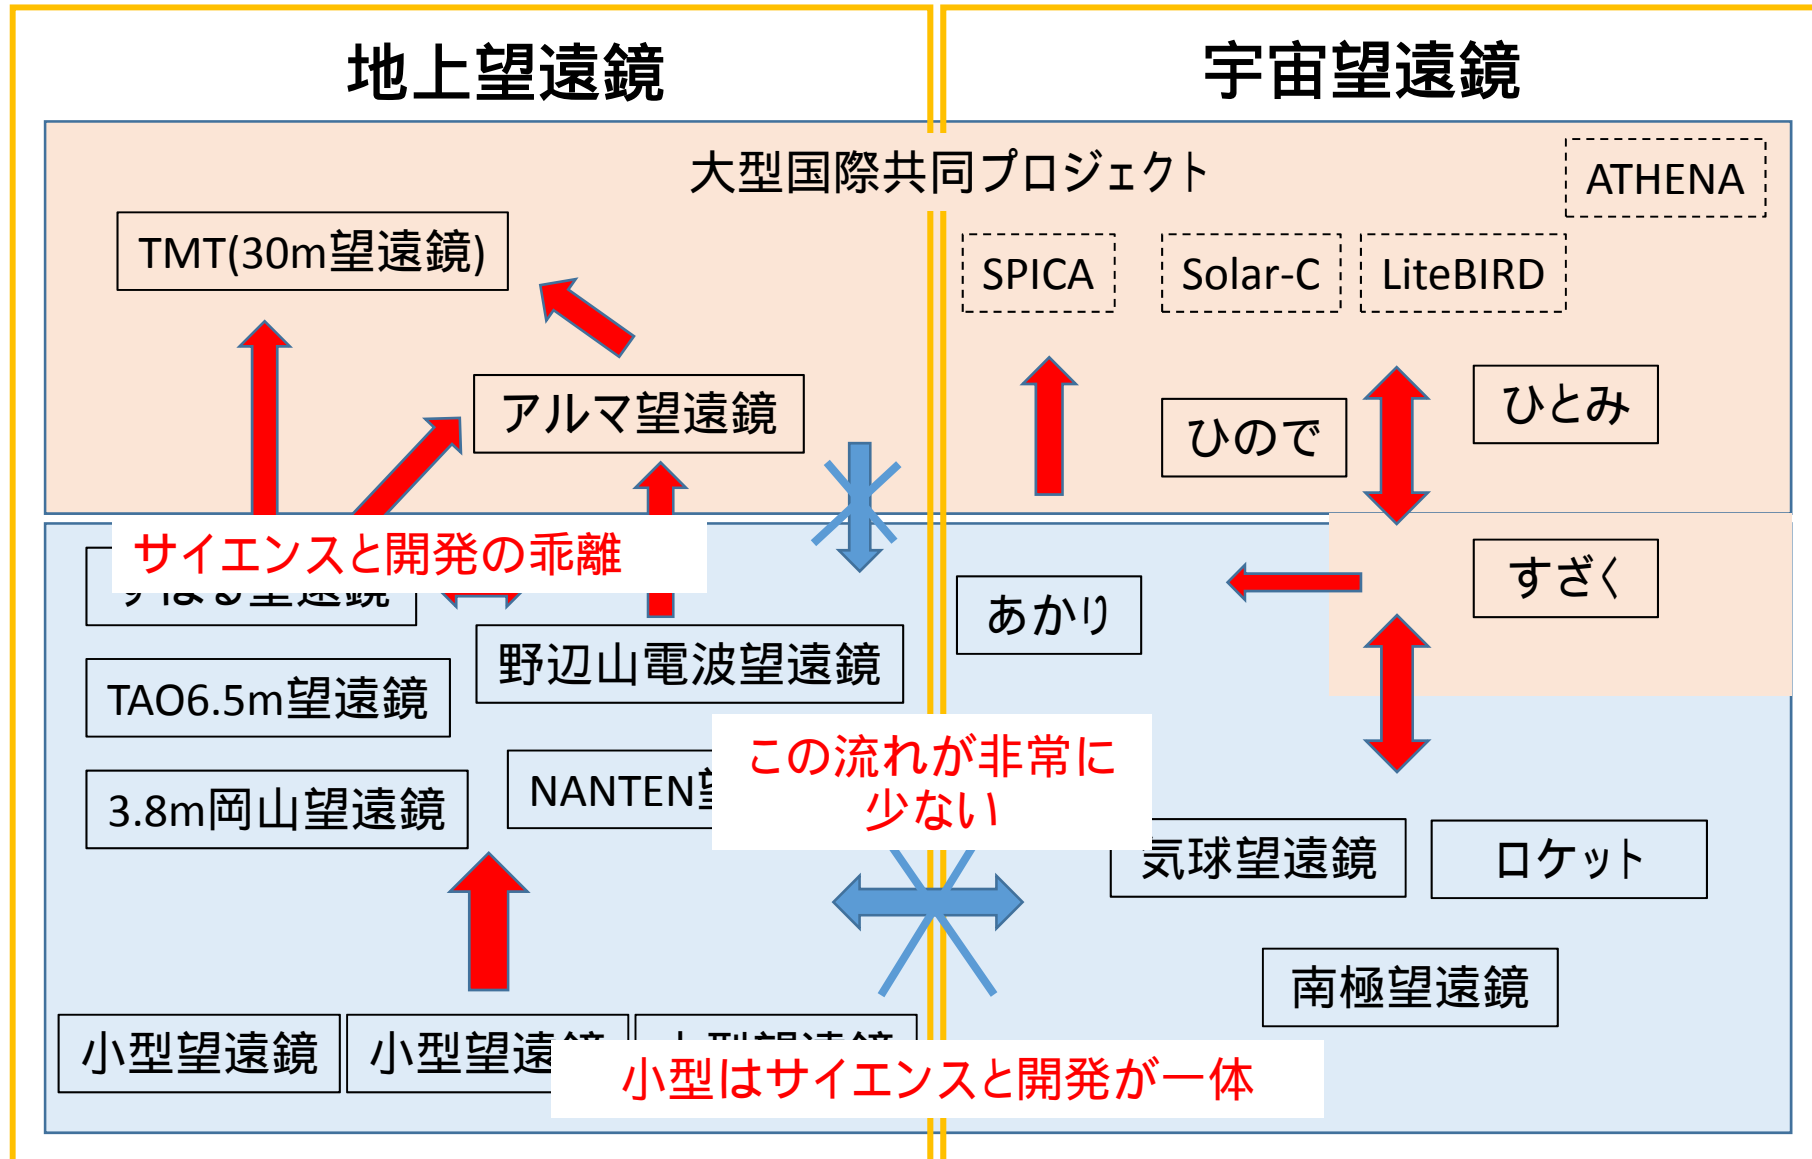 地上望遠鏡
宇宙望遠鏡
大型国際共同プロジェクト
ATHENA
TMT(30m望遠鏡)
SPICA
Solar-C
LiteBIRD
アルマ望遠鏡
ひので
ひとみ
サイエンスと開発の乖離
望遠鏡
あかり
すざく
野辺山電波望遠鏡
TAO6.5m望遠鏡
この流れが非常に
少ない
NANTEN
3.8m岡山望遠鏡
気球望遠鏡
ロケット
南極望遠鏡
小型望遠鏡
小型望遠鏡
小型はサイエンスと開発が一体